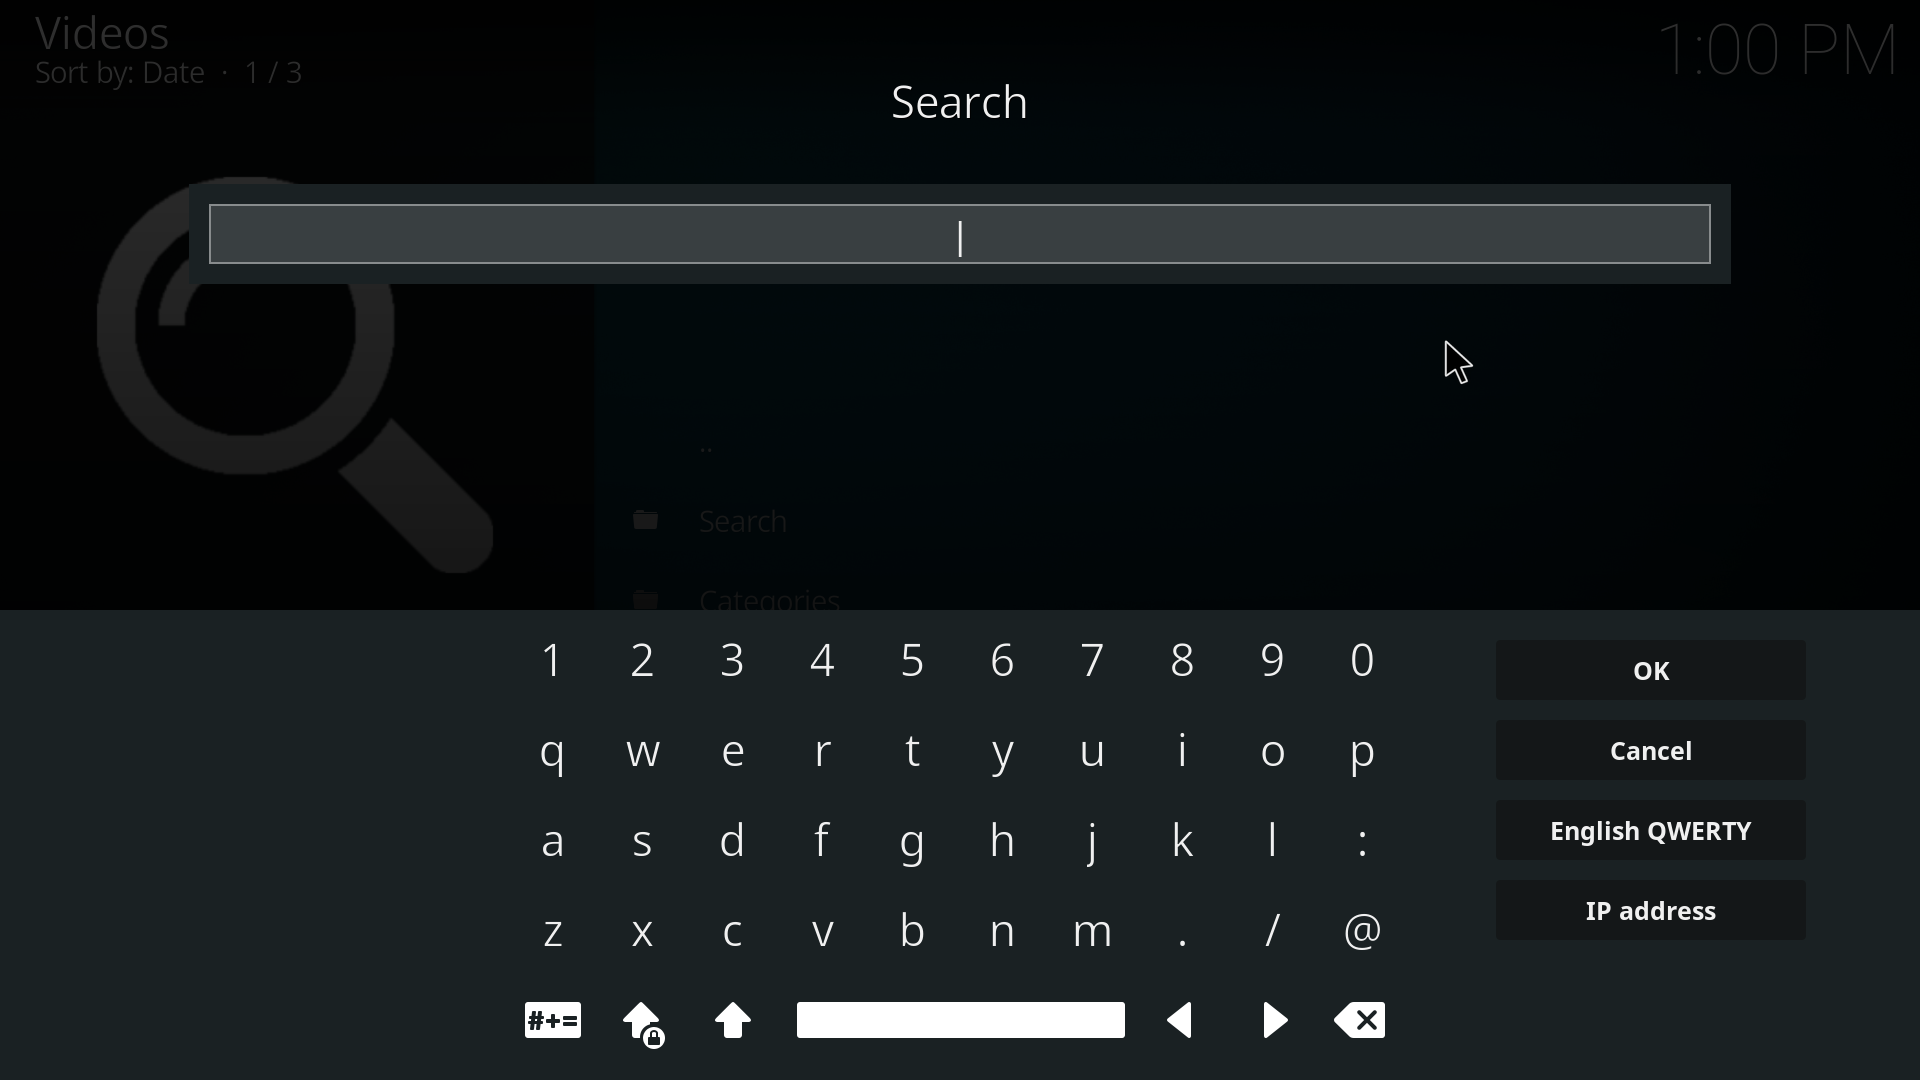 Videos
Sort by: Date · 1 / 3
1:00 PM
Search
..
Search
Categories
1 2 3 4 5 6 7 8 9 0
q w e r t y u i o p
a s d f g h j k l :
z x c v b n m . / @
#+=
OK
Cancel
English QWERTY
IP address